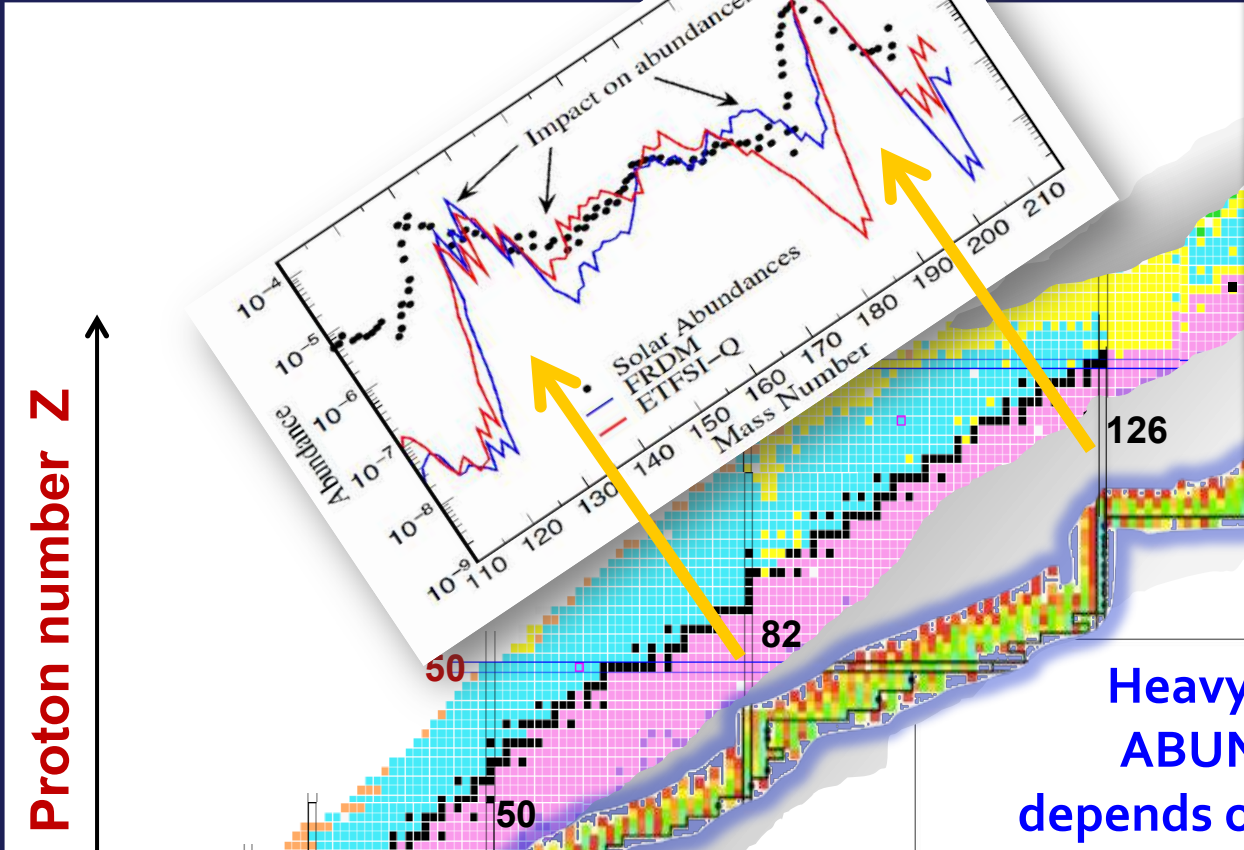 Impact on abundances
10⁻⁴
10⁻⁵
10⁻⁶
10⁻⁷
10⁻⁸
10⁻⁹
Abundance
Solar Abundances
FRDM
ETFSI-Q
110 120 130 140 150 160 170 180 190 200 210
Mass Number
Proton number Z
126
82
50
50
Heavy
ABUN
depends o